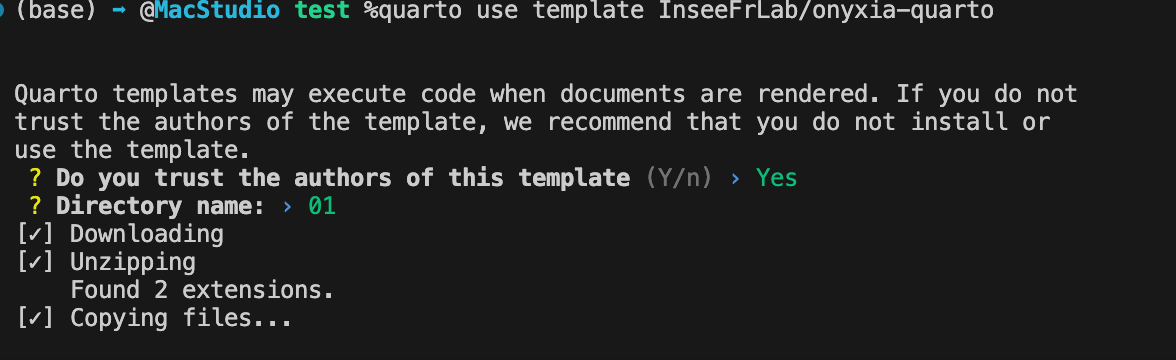 (base) → @MacStudio test %quarto use template InseeFrLab/onyxia-quarto
Quarto templates may execute code when documents are rendered. If you do not
trust the authors of the template, we recommend that you do not install or
use the template.
? Do you trust the authors of this template (Y/n) › Yes
? Directory name: › 01
[✓] Downloading
[✓] Unzipping
Found 2 extensions.
[✓] Copying files...